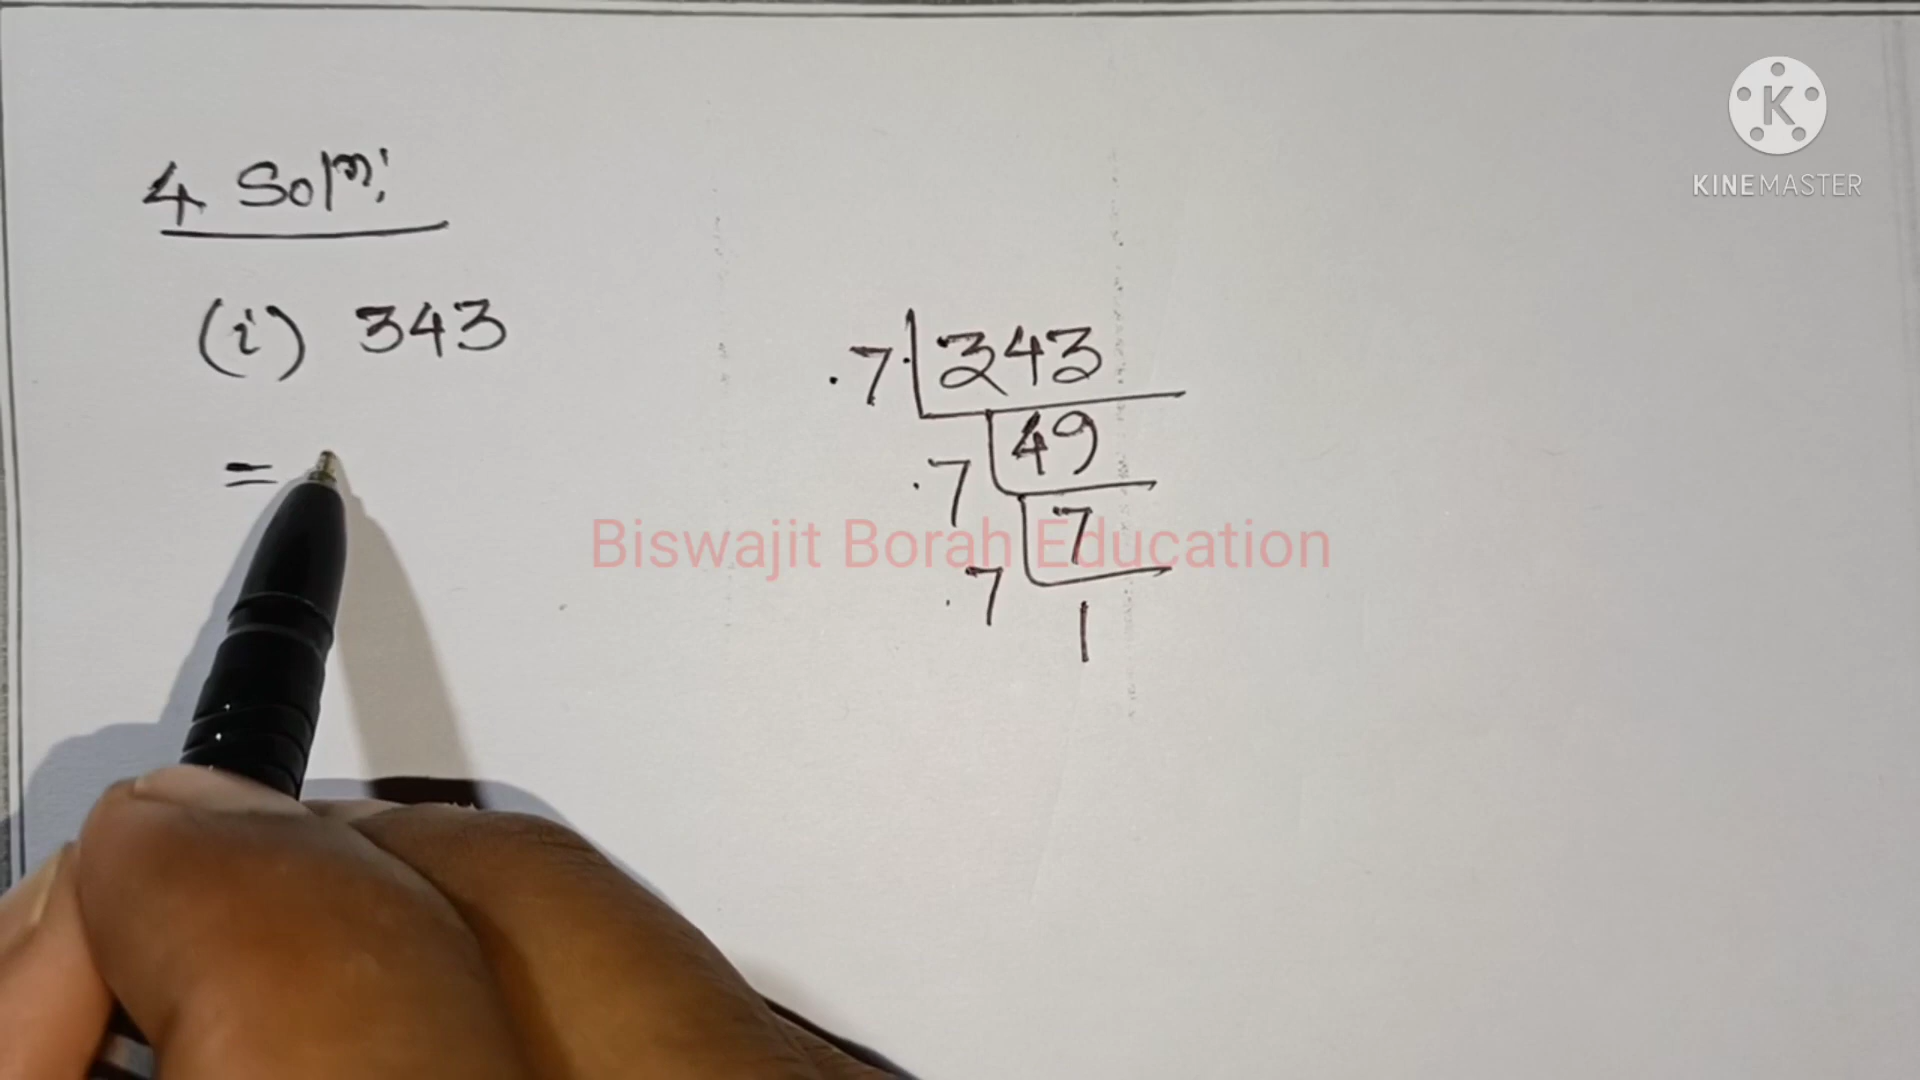 4 Solⁿ:
(i) 343
=
7 343
7 49
7 7
1
KINEMASTER
Biswajit Borah Education